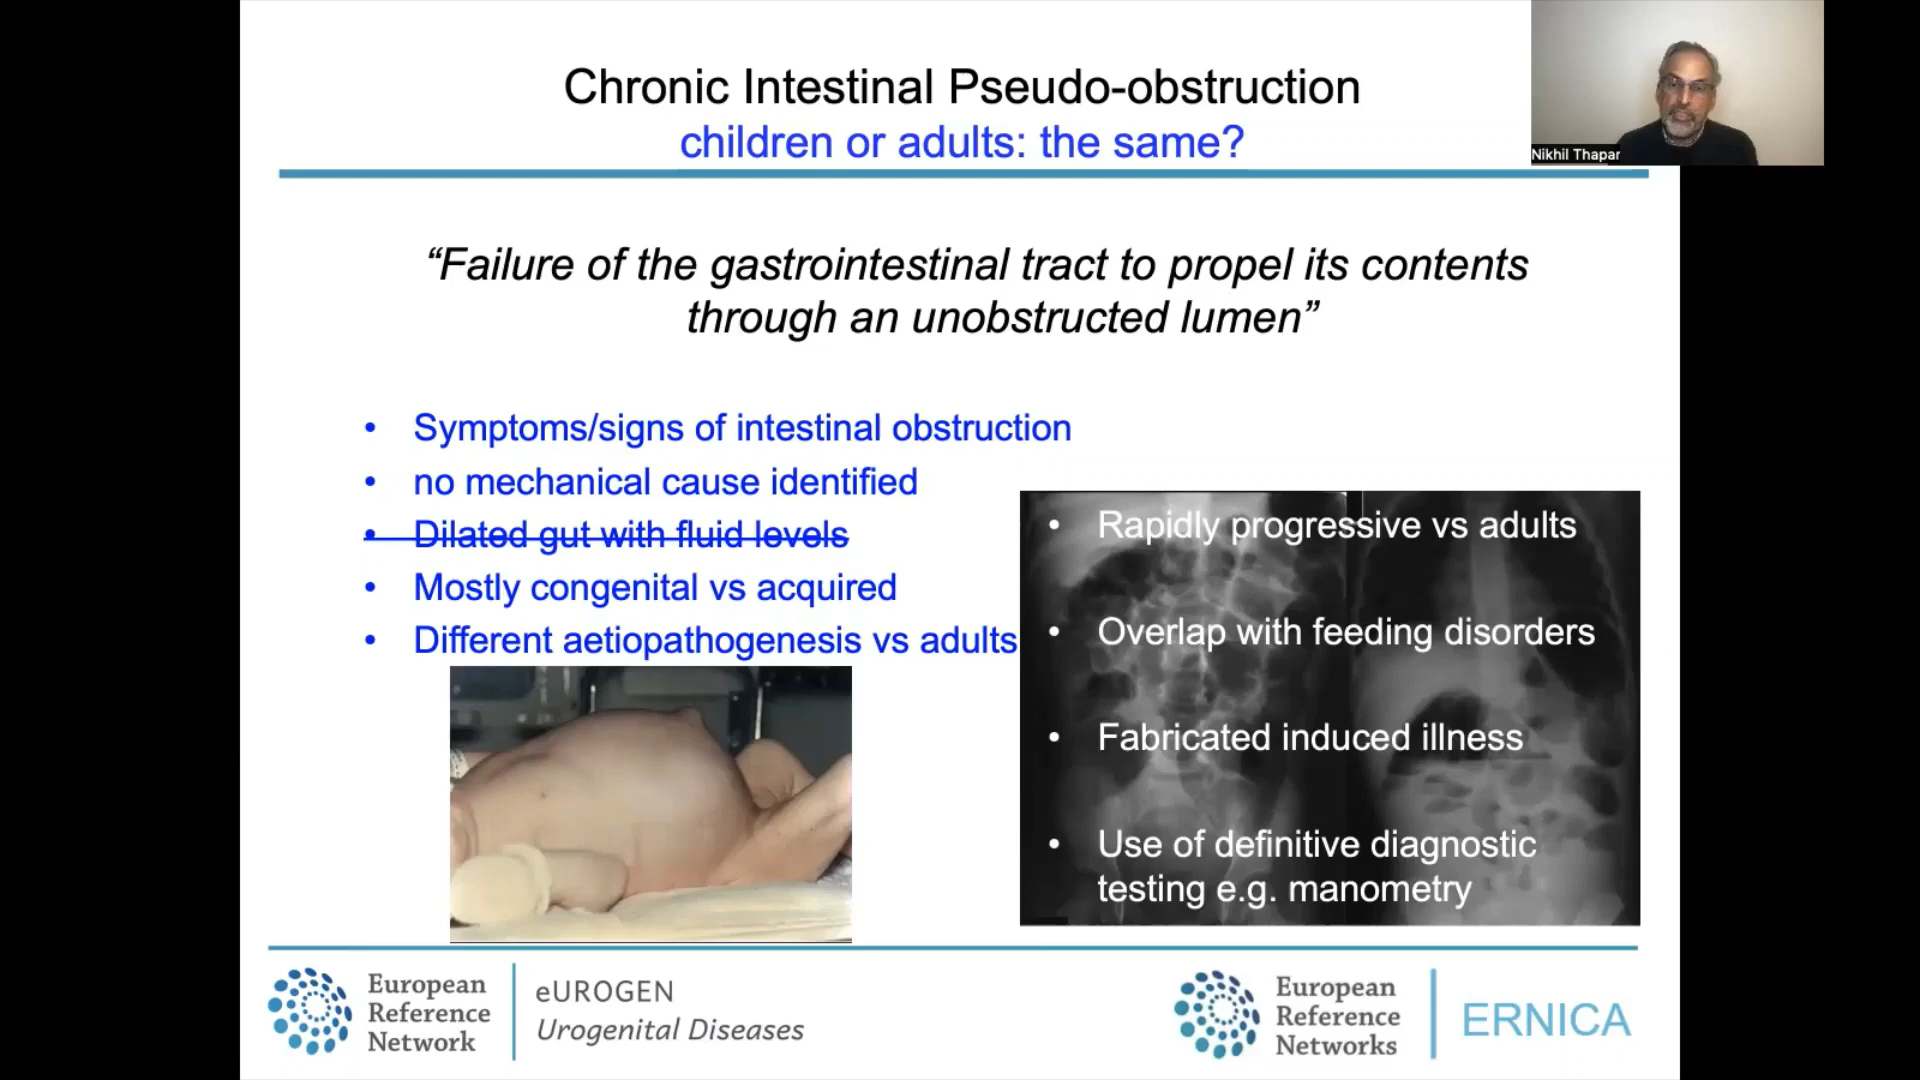 Chronic Intestinal Pseudo-obstruction
children or adults: the same?
Nikhil Thapar
“Failure of the gastrointestinal tract to propel its contents
through an unobstructed lumen”
• Symptoms/signs of intestinal obstruction
• no mechanical cause identified
• Dilated gut with fluid levels
• Mostly congenital vs acquired
• Different aetiopathogenesis vs adults
• Rapidly progressive vs adults
• Overlap with feeding disorders
• Fabricated induced illness
• Use of definitive diagnostic
testing e.g. manometry
European
Reference
Network
eUROGEN
Urogenital Diseases
European
Reference
Networks
ERNICA